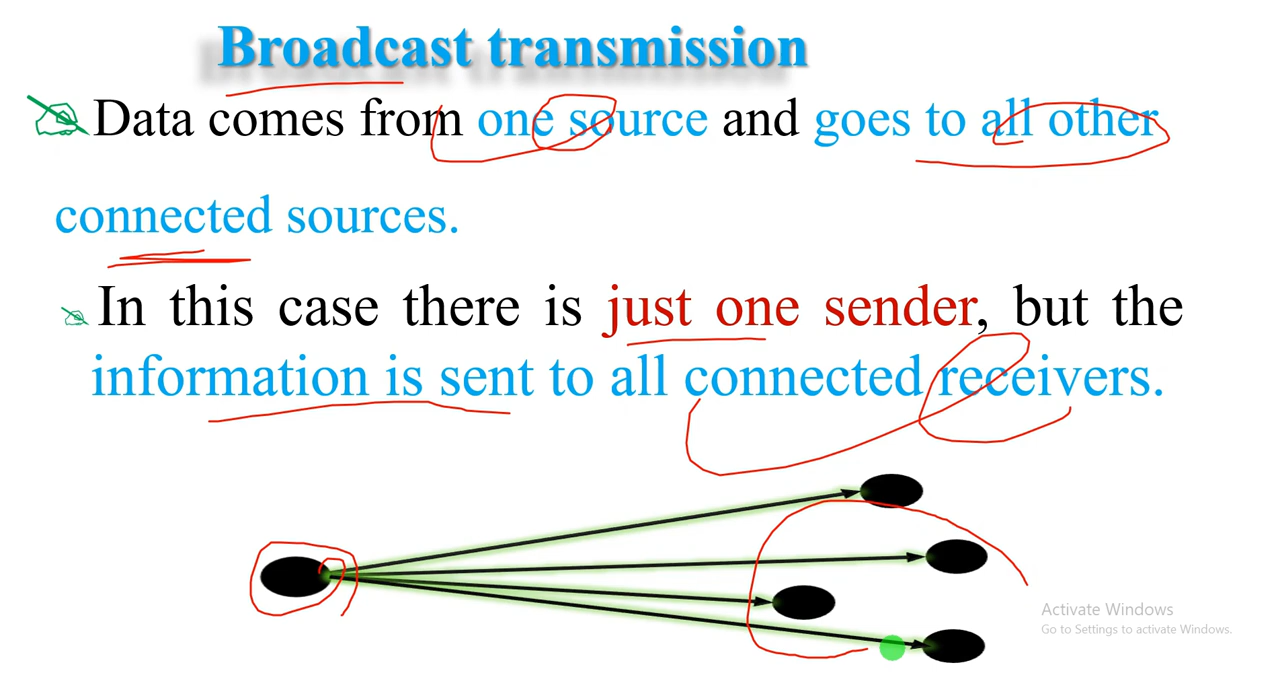 Broadcast transmission
Data comes from one source and goes to all other
connected sources.
In this case there is just one sender, but the
information is sent to all connected receivers.
Activate Windows
Go to Settings to activate Windows.